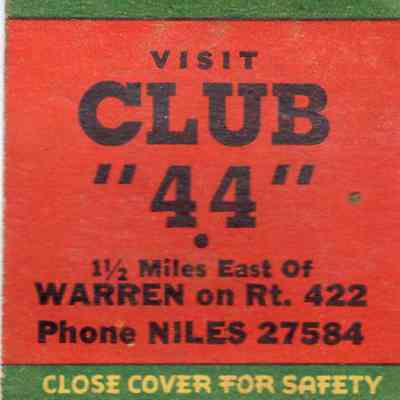 VISIT
CLUB
"44"
1½ Miles East Of
WARREN on Rt. 422
Phone NILES 27584
CLOSE COVER FOR SAFETY